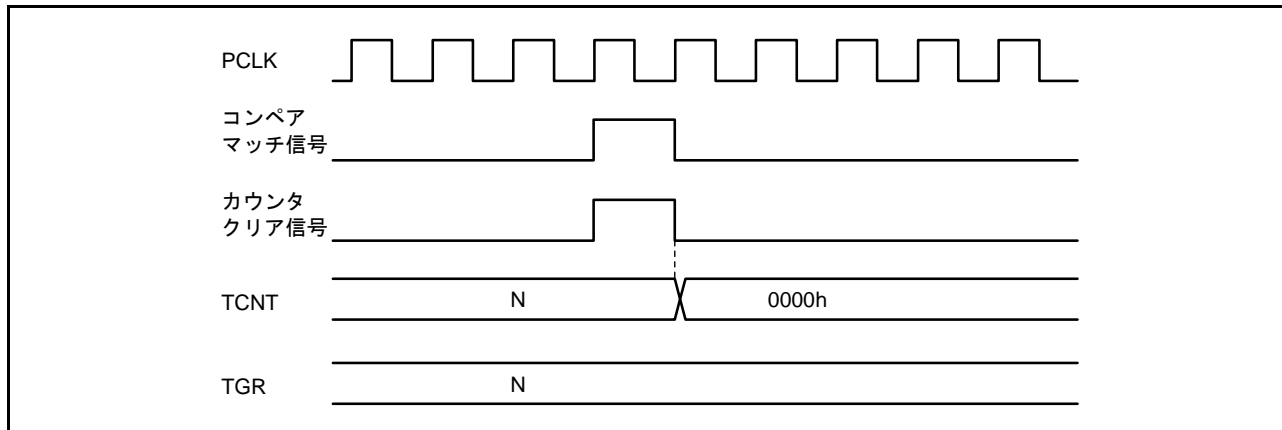 PCLK
コンペア
マッチ信号
カウンタ
クリア信号
TCNT
N
0000h
TGR
N